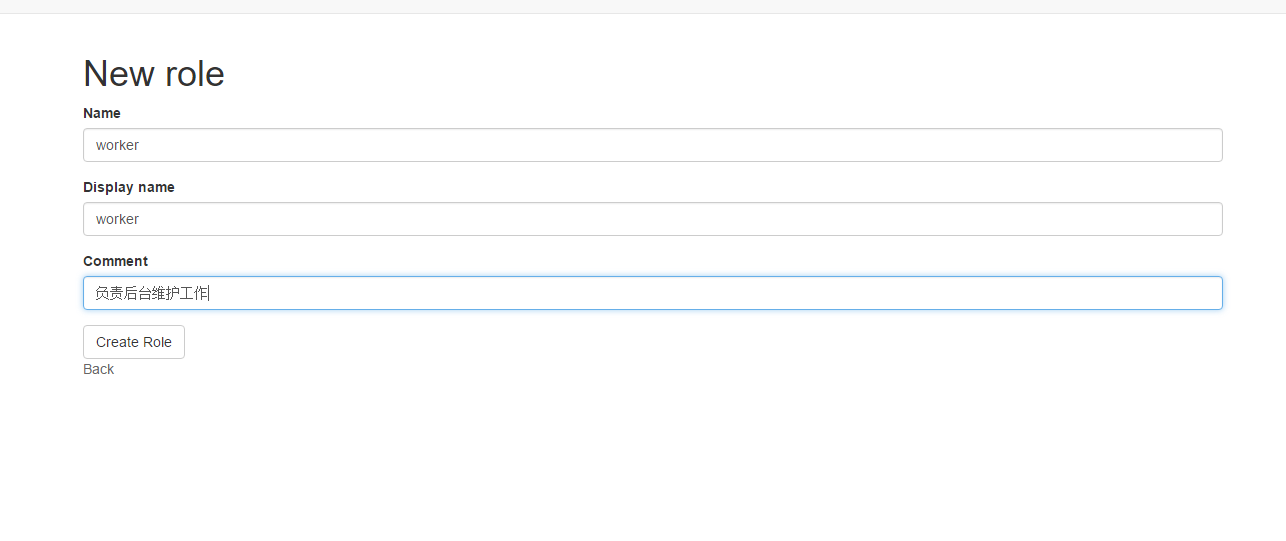 New role
Name
worker
Display name
worker
Comment
负责后台维护工作
Create Role
Back